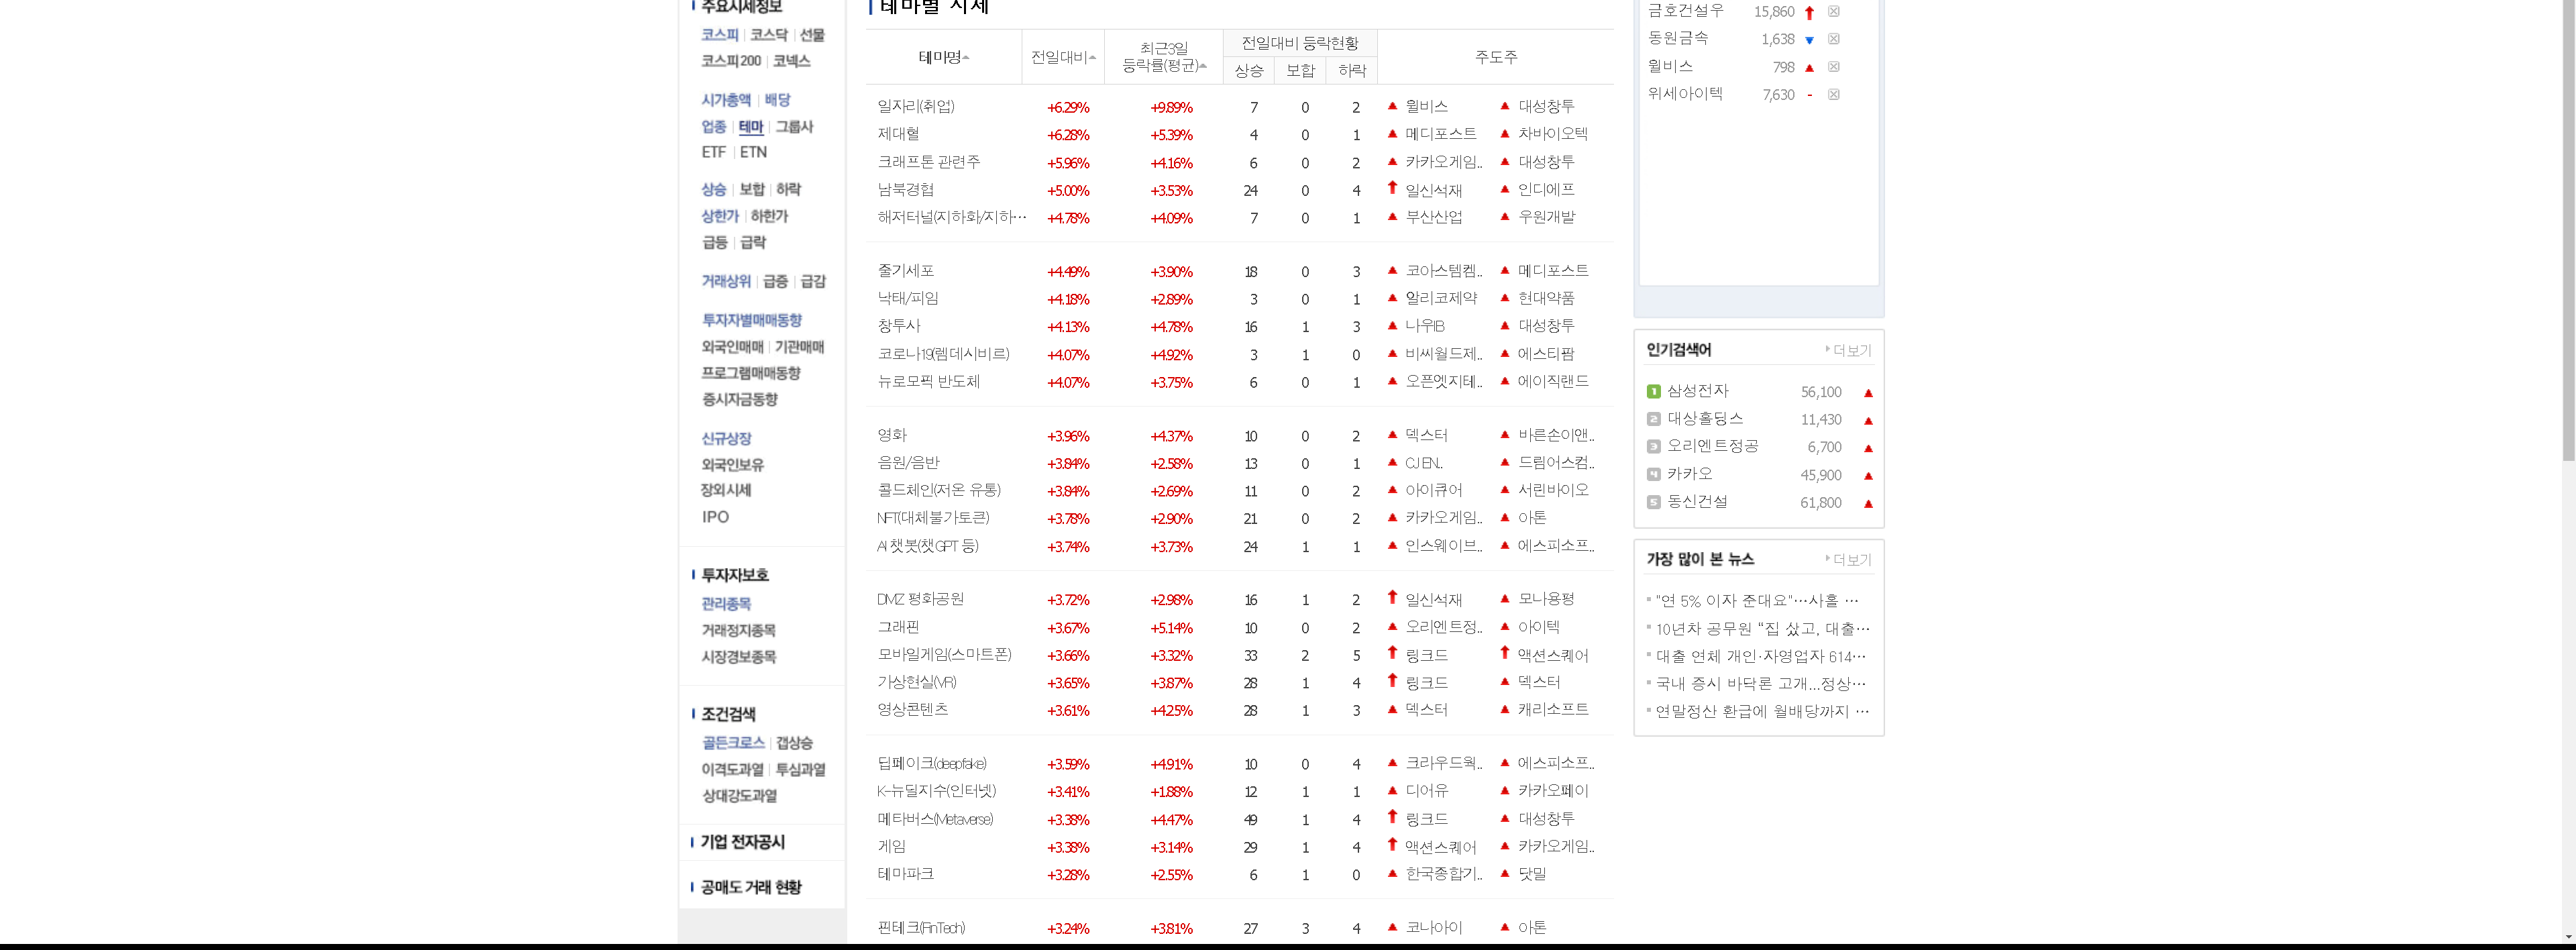 주요시세정보
코스피 코스닥 선물
코스피200 코넥스
시가총액 배당
업종 테마 그룹사
ETF ETN
상승 보합 하락
상한가 하한가
급등 급락
거래상위 급증 급감
투자자별매매동향
외국인매매 기관매매
프로그램매매동향
증시자금동향
신규상장
외국인보유
장외시세
IPO
투자자보호
관리종목
거래정지종목
시장경보종목
조건검색
골든크로스 갭상승
이격도과열 투심과열
상대강도과열
기업 전자공시
공매도 거래 현황
테마별 시세
테마명 전일대비 최근3일 등락률(평균) 전일대비 등락현황 주도주
상승 보합 하락
일자리(취업) +6.29% +9.89% 7 0 2 윌비스 대성창투
제대혈 +6.28% +5.39% 4 0 1 메디포스트 차바이오텍
크래프톤 관련주 +5.96% +4.16% 6 0 2 카카오게임.. 대성창투
남북경협 +5.00% +3.53% 24 0 4 일신석재 인디에프
해저터널(지하화/지하… +4.78% +4.09% 7 0 1 부산산업 우원개발
줄기세포 +4.49% +3.90% 18 0 3 코아스템켐.. 메디포스트
낙태/피임 +4.18% +2.89% 3 0 1 알리코제약 현대약품
창투사 +4.13% +4.78% 16 1 3 나우IB 대성창투
코로나19(렘데시비르) +4.07% +4.92% 3 1 0 비씨월드제.. 에스티팜
뉴로모픽 반도체 +4.07% +3.75% 6 0 1 오픈엣지테.. 에이직랜드
영화 +3.96% +4.37% 10 0 2 덱스터 바른손이앤..
음원/음반 +3.84% +2.58% 13 0 1 CJ EN.. 드림어스컴..
콜드체인(저온 유통) +3.84% +2.69% 11 0 2 아이큐어 서린바이오
NFT(대체불가토큰) +3.78% +2.90% 21 0 2 카카오게임.. 아톤
AI 챗봇(챗GPT 등) +3.74% +3.73% 24 1 1 인스웨이브.. 에스피소프..
DMZ 평화공원 +3.72% +2.98% 16 1 2 일신석재 모나용평
그래핀 +3.67% +5.14% 10 0 2 오리엔트정.. 아이텍
모바일게임(스마트폰) +3.66% +3.32% 33 2 5 링크드 액션스퀘어
가상현실(VR) +3.65% +3.87% 28 1 4 링크드 덱스터
영상콘텐츠 +3.61% +4.25% 28 1 3 덱스터 캐리소프트
딥페이크(deepfake) +3.59% +4.91% 10 0 4 크라우드웍.. 에스피소프..
K-뉴딜지수(인터넷) +3.41% +1.88% 12 1 1 디어유 카카오페이
메타버스(Metaverse) +3.38% +4.47% 49 1 4 링크드 대성창투
게임 +3.38% +3.14% 29 1 4 액션스퀘어 카카오게임..
테마파크 +3.28% +2.55% 6 1 0 한국종합기.. 닷밀
핀테크(FinTech) +3.24% +3.81% 27 3 4 코나아이 아톤
금호건설우 15,860
동원금속 1,638
윌비스 798
위세아이텍 7,630 -
인기검색어 더보기
1 삼성전자 56,100
2 대상홀딩스 11,430
3 오리엔트정공 6,700
4 카카오 45,900
5 동신건설 61,800
가장 많이 본 뉴스 더보기
"연 5% 이자 준대요"…사흘 …
10년차 공무원 "집 샀고, 대출…
대출 연체 개인·자영업자 614…
국내 증시 바닥론 고개...정상…
연말정산 환급에 월배당까지 …